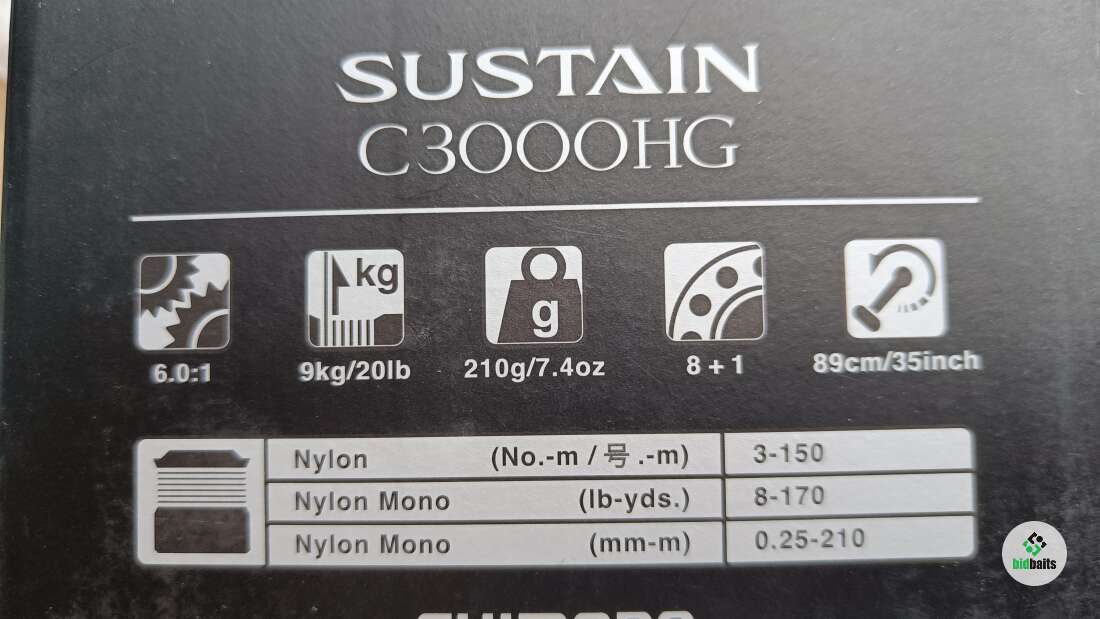 SUSTAIN
C3000HG
kg
g
6.0:1
9kg/20lb
210g/7.4oz
8+1
89cm/35inch
Nylon (No.-m / 号.-m) 3-150
Nylon Mono (lb-yds.) 8-170
Nylon Mono (mm-m) 0.25-210
bidbaits